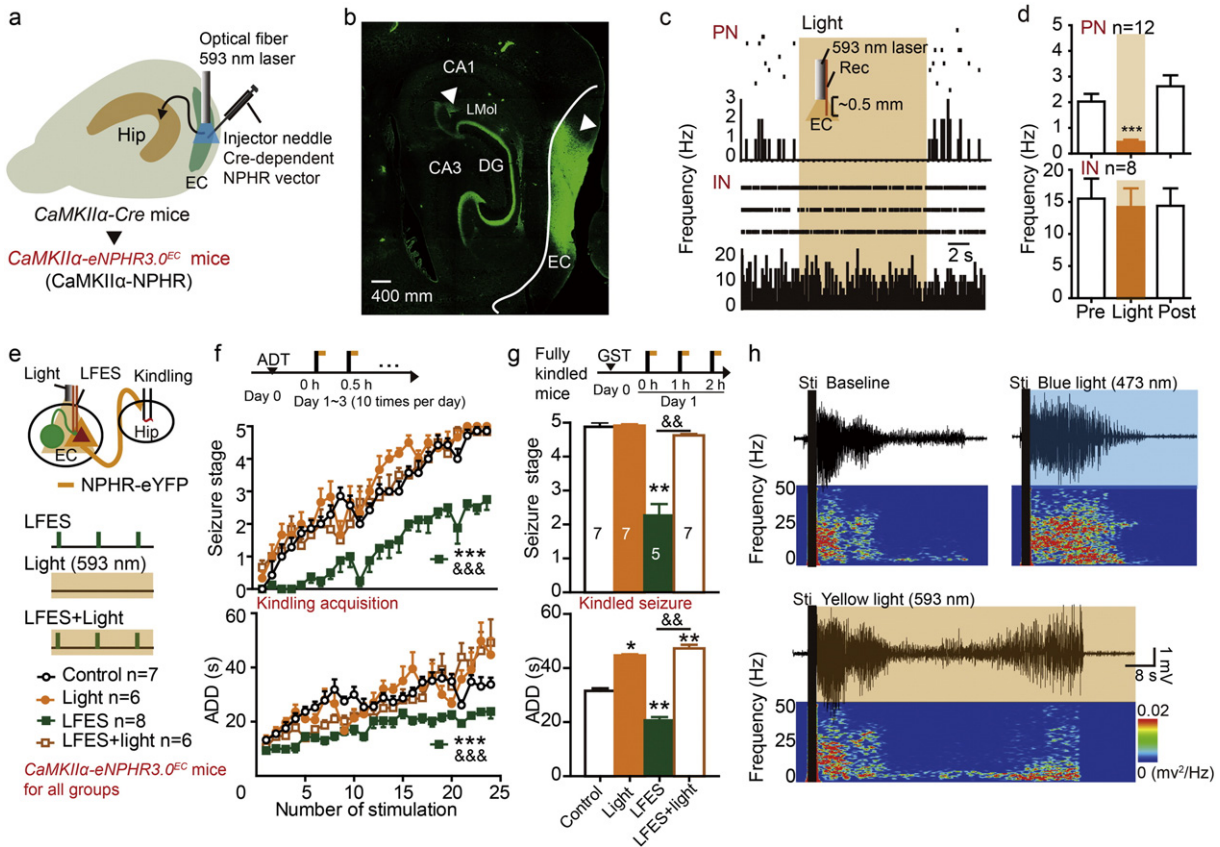 a
Optical fiber
593 nm laser
Hip
EC
Injector neddle
Cre-dependent
NPHR vector
CaMKIIα-Cre mice
CaMKIIα-eNPHR3.0EC mice
(CaMKIIα-NPHR)
b
CA1
LMol
CA3
DG
EC
400 mm
c
Light
PN
593 nm laser
Rec
~0.5 mm
EC
3
2
1
0
IN
20
10
0
Frequency (Hz)
2 s
d
PN n=12
5
4
3
2
1
0
***
IN n=8
20
15
10
5
0
Frequency (Hz)
Pre Light Post
e
Light LFES Kindling
EC
Hip
NPHR-eYFP
LFES
Light (593 nm)
LFES+Light
Control n=7
Light n=6
LFES n=8
LFES+light n=6
CaMKIIα-eNPHR3.0EC mice
for all groups
f
ADT
...
0 h 0.5 h
Day 0
Day 1~3 (10 times per day)
Seizure stage
5
4
3
2
1
0
***
&&&
Kindling acquisition
ADD (s)
60
40
20
***
&&&
0 5 10 15 20 25
Number of stimulation
g
Fully
kindled
mice
GST
0 h 1 h 2 h
Day 0
Day 1
Seizure stage
5
4
3
2
1
0
&&
**
7 7 5 7
Kindled seizure
ADD (s)
60
40
20
0
&&
* ** **
Control Light LFES LFES+light
h
Sti Baseline
Sti Blue light (473 nm)
Frequency (Hz)
50
25
0
Sti Yellow light (593 nm)
1 mV
8 s
Frequency (Hz)
50
25
0
0.02
0 (mv2/Hz)